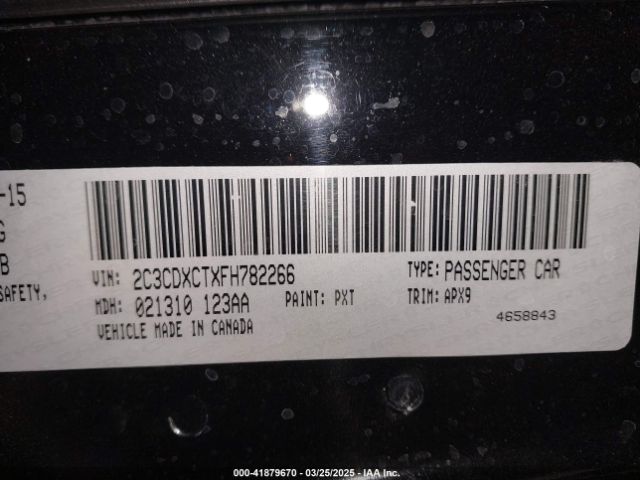 -15
G
B
SAFETY,
VIN: 2C3CDXCTXFH782266
TYPE: PASSENGER CAR
MDH: 021310 123AA
PAINT: PXT
TRIM: APX9
VEHICLE MADE IN CANADA
4658843
000-41879670 - 03/25/2025 - IAA Inc.